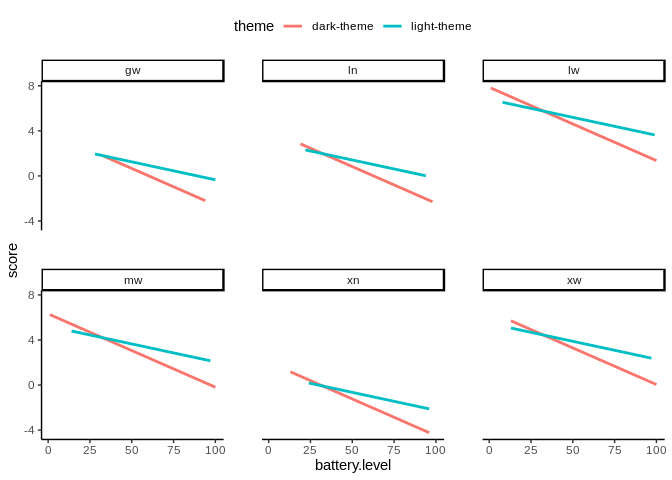 theme dark-theme light-theme
gw ln lw
8
4
0
-4
score
mw xn xw
8
4
0
-4
0 25 50 75 100 0 25 50 75 100 0 25 50 75 100
battery.level